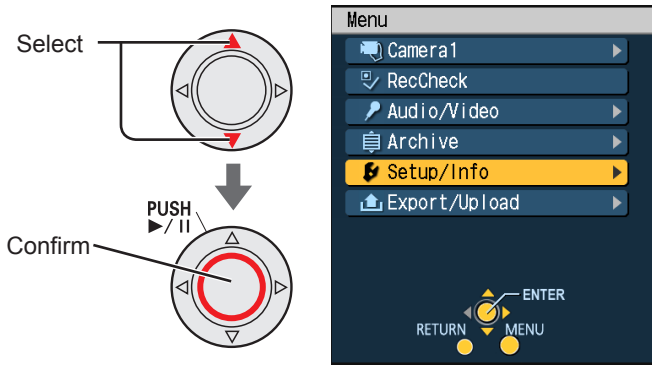 Select
PUSH
▶/II
Confirm
Menu
Camera1
RecCheck
Audio/Video
Archive
Setup/Info
Export/Upload
ENTER
RETURN
MENU